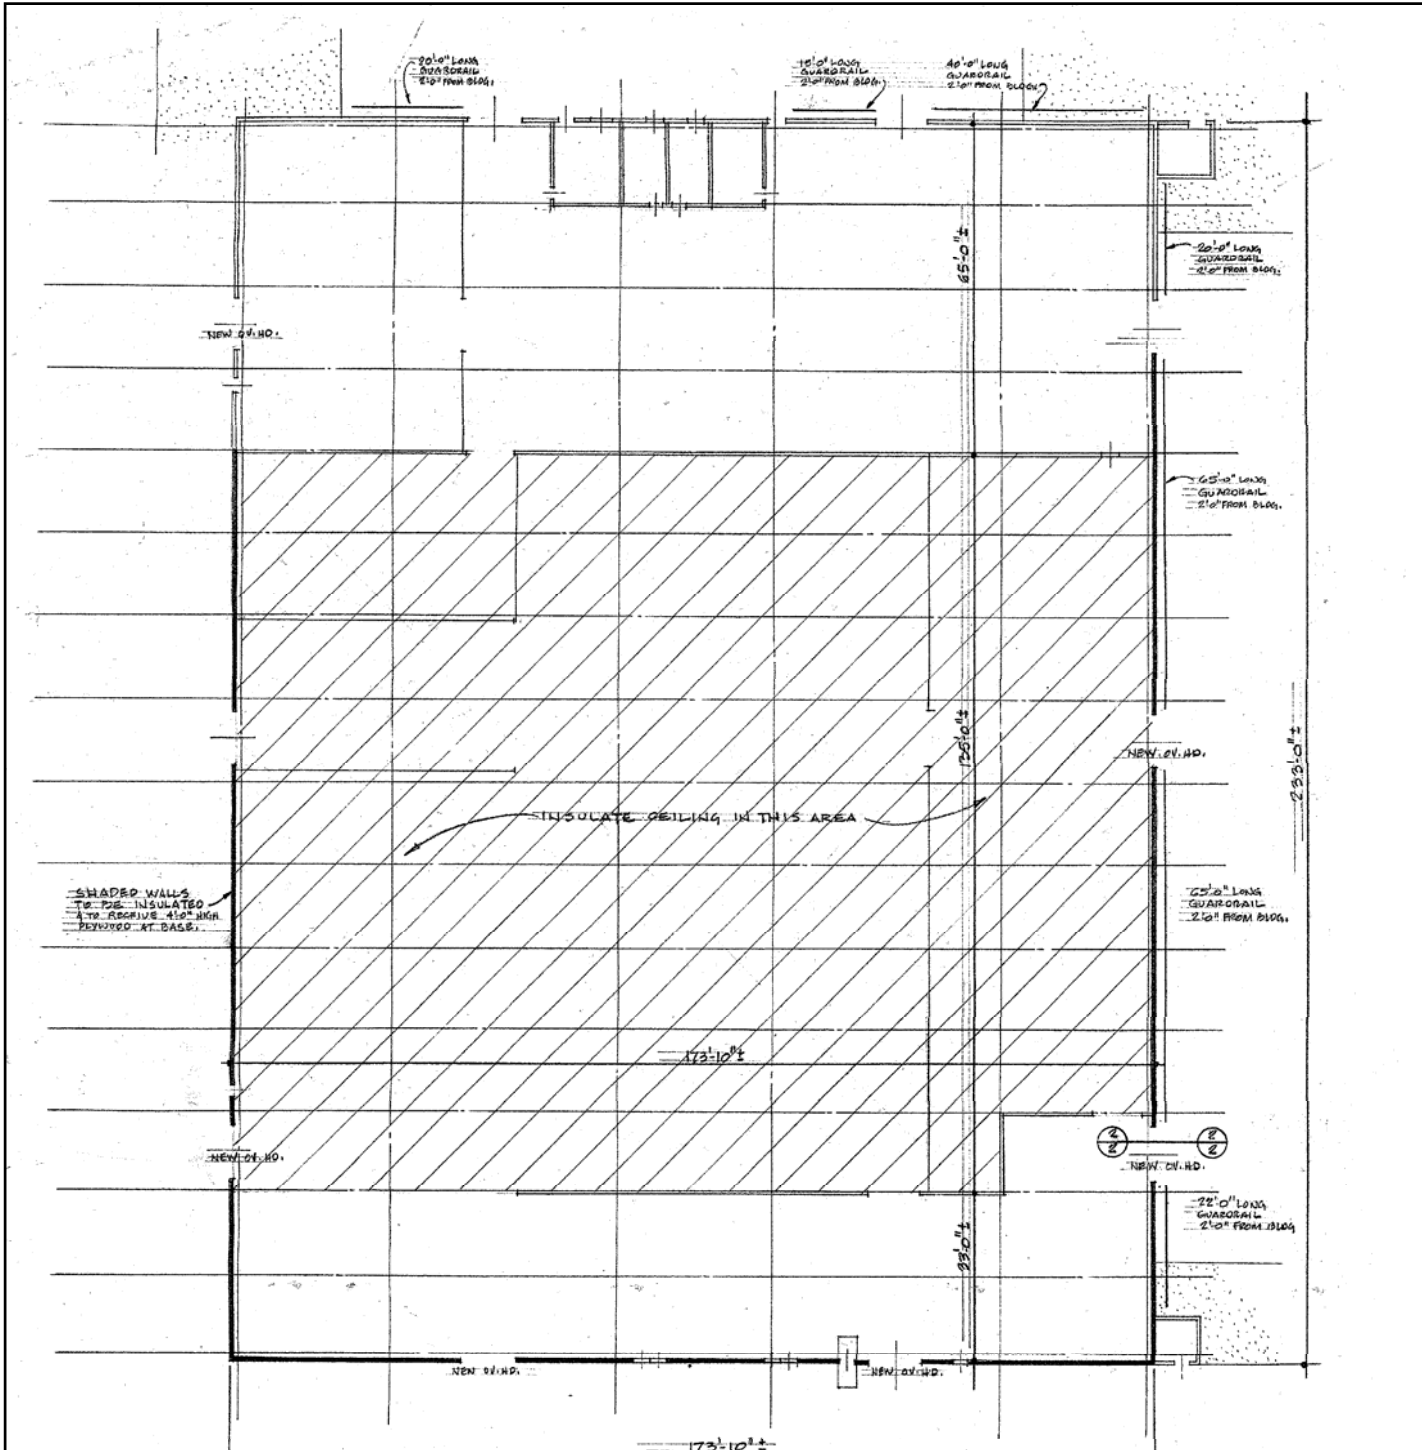 20'-0" LONG
GUARDRAIL
2'-0" FROM BLDG.
10'-0" LONG
GUARDRAIL
2'-0" FROM BLDG.
40'-0" LONG
GUARDRAIL
2'-0" FROM BLDG.
65'-0" ±
20'-0" LONG
GUARDRAIL
2'-0" FROM BLDG.
NEW OV. HD.
65'-0" LONG
GUARDRAIL
2'-0" FROM BLDG.
135'-0" ±
NEW OV. HD.
233'-0" ±
INSULATE CEILING IN THIS AREA
SHADED WALLS
TO BE INSULATED
& TO RECEIVE 4'-0" HIGH
PLYWOOD AT BASE.
65'-0" LONG
GUARDRAIL
2'-0" FROM BLDG.
173'-10" ±
NEW OV. HD.
2
2
2
2
NEW OV. HD.
22'-0" LONG
GUARDRAIL
2'-0" FROM BLDG
33'-0" ±
NEW OV. HD.
NEW OV. HD.
173'-10" ±